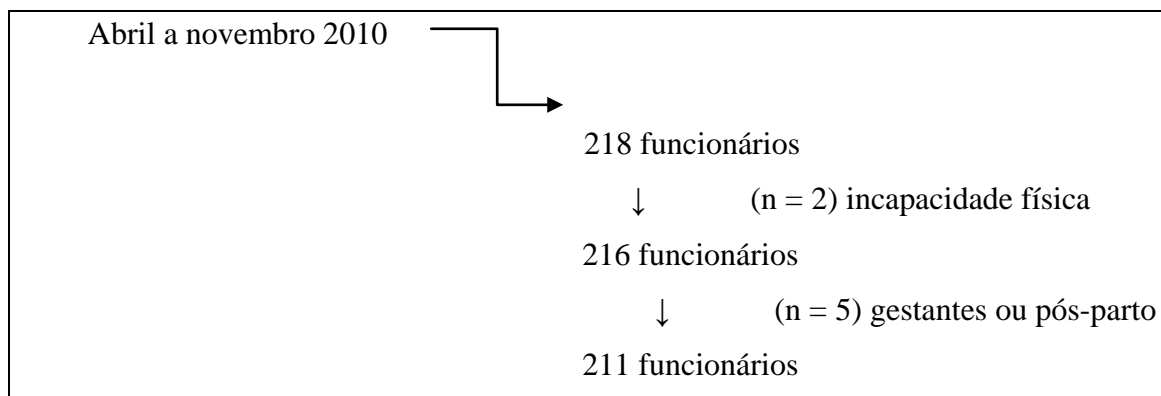 Abril a novembro 2010
218 funcionários
↓ (n = 2) incapacidade física
216 funcionários
↓ (n = 5) gestantes ou pós-parto
211 funcionários